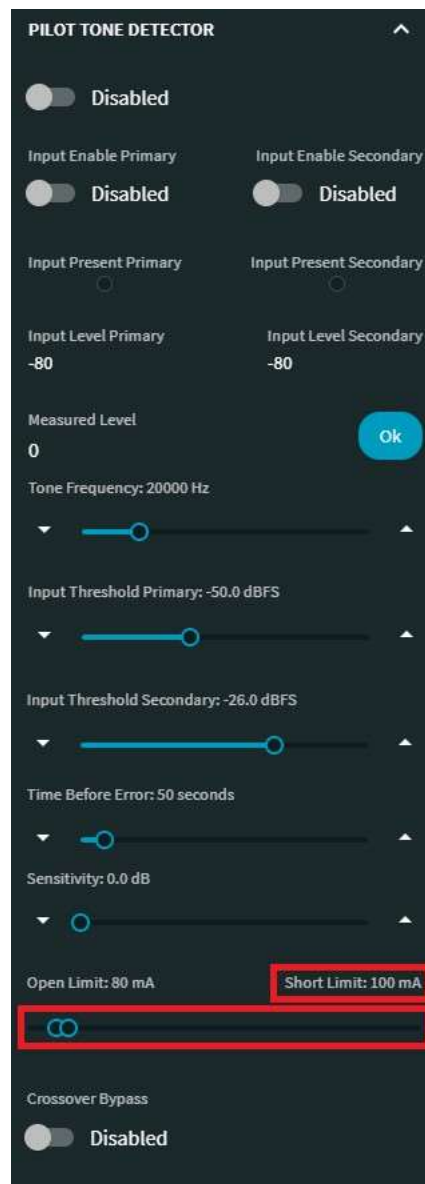 PILOT TONE DETECTOR
Disabled
Input Enable Primary Input Enable Secondary
Disabled Disabled
Input Present Primary Input Present Secondary
Input Level Primary Input Level Secondary
-80 -80
Measured Level
0
Ok
Tone Frequency: 20000 Hz
Input Threshold Primary: -50.0 dBFS
Input Threshold Secondary: -26.0 dBFS
Time Before Error: 50 seconds
Sensitivity: 0.0 dB
Open Limit: 80 mA Short Limit: 100 mA
Crossover Bypass
Disabled